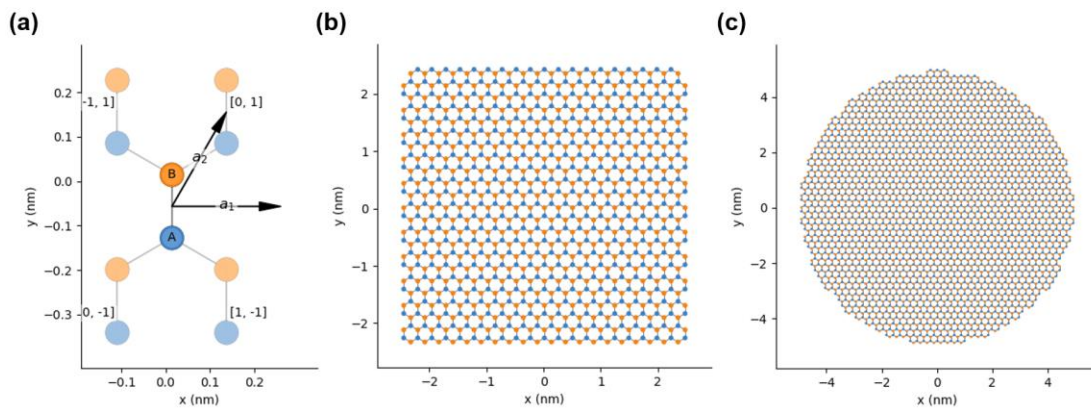 (a)
(b)
(c)
y (nm)
0.2
0.1
0.0
−0.1
−0.2
−0.3
-1, 1]
[0, 1]
B
a2
a1
A
0, -1]
[1, -1]
−0.1 0.0 0.1 0.2
x (nm)
y (nm)
2
1
0
−1
−2
−2 −1 0 1 2
x (nm)
y (nm)
4
2
0
−2
−4
−4 −2 0 2 4
x (nm)